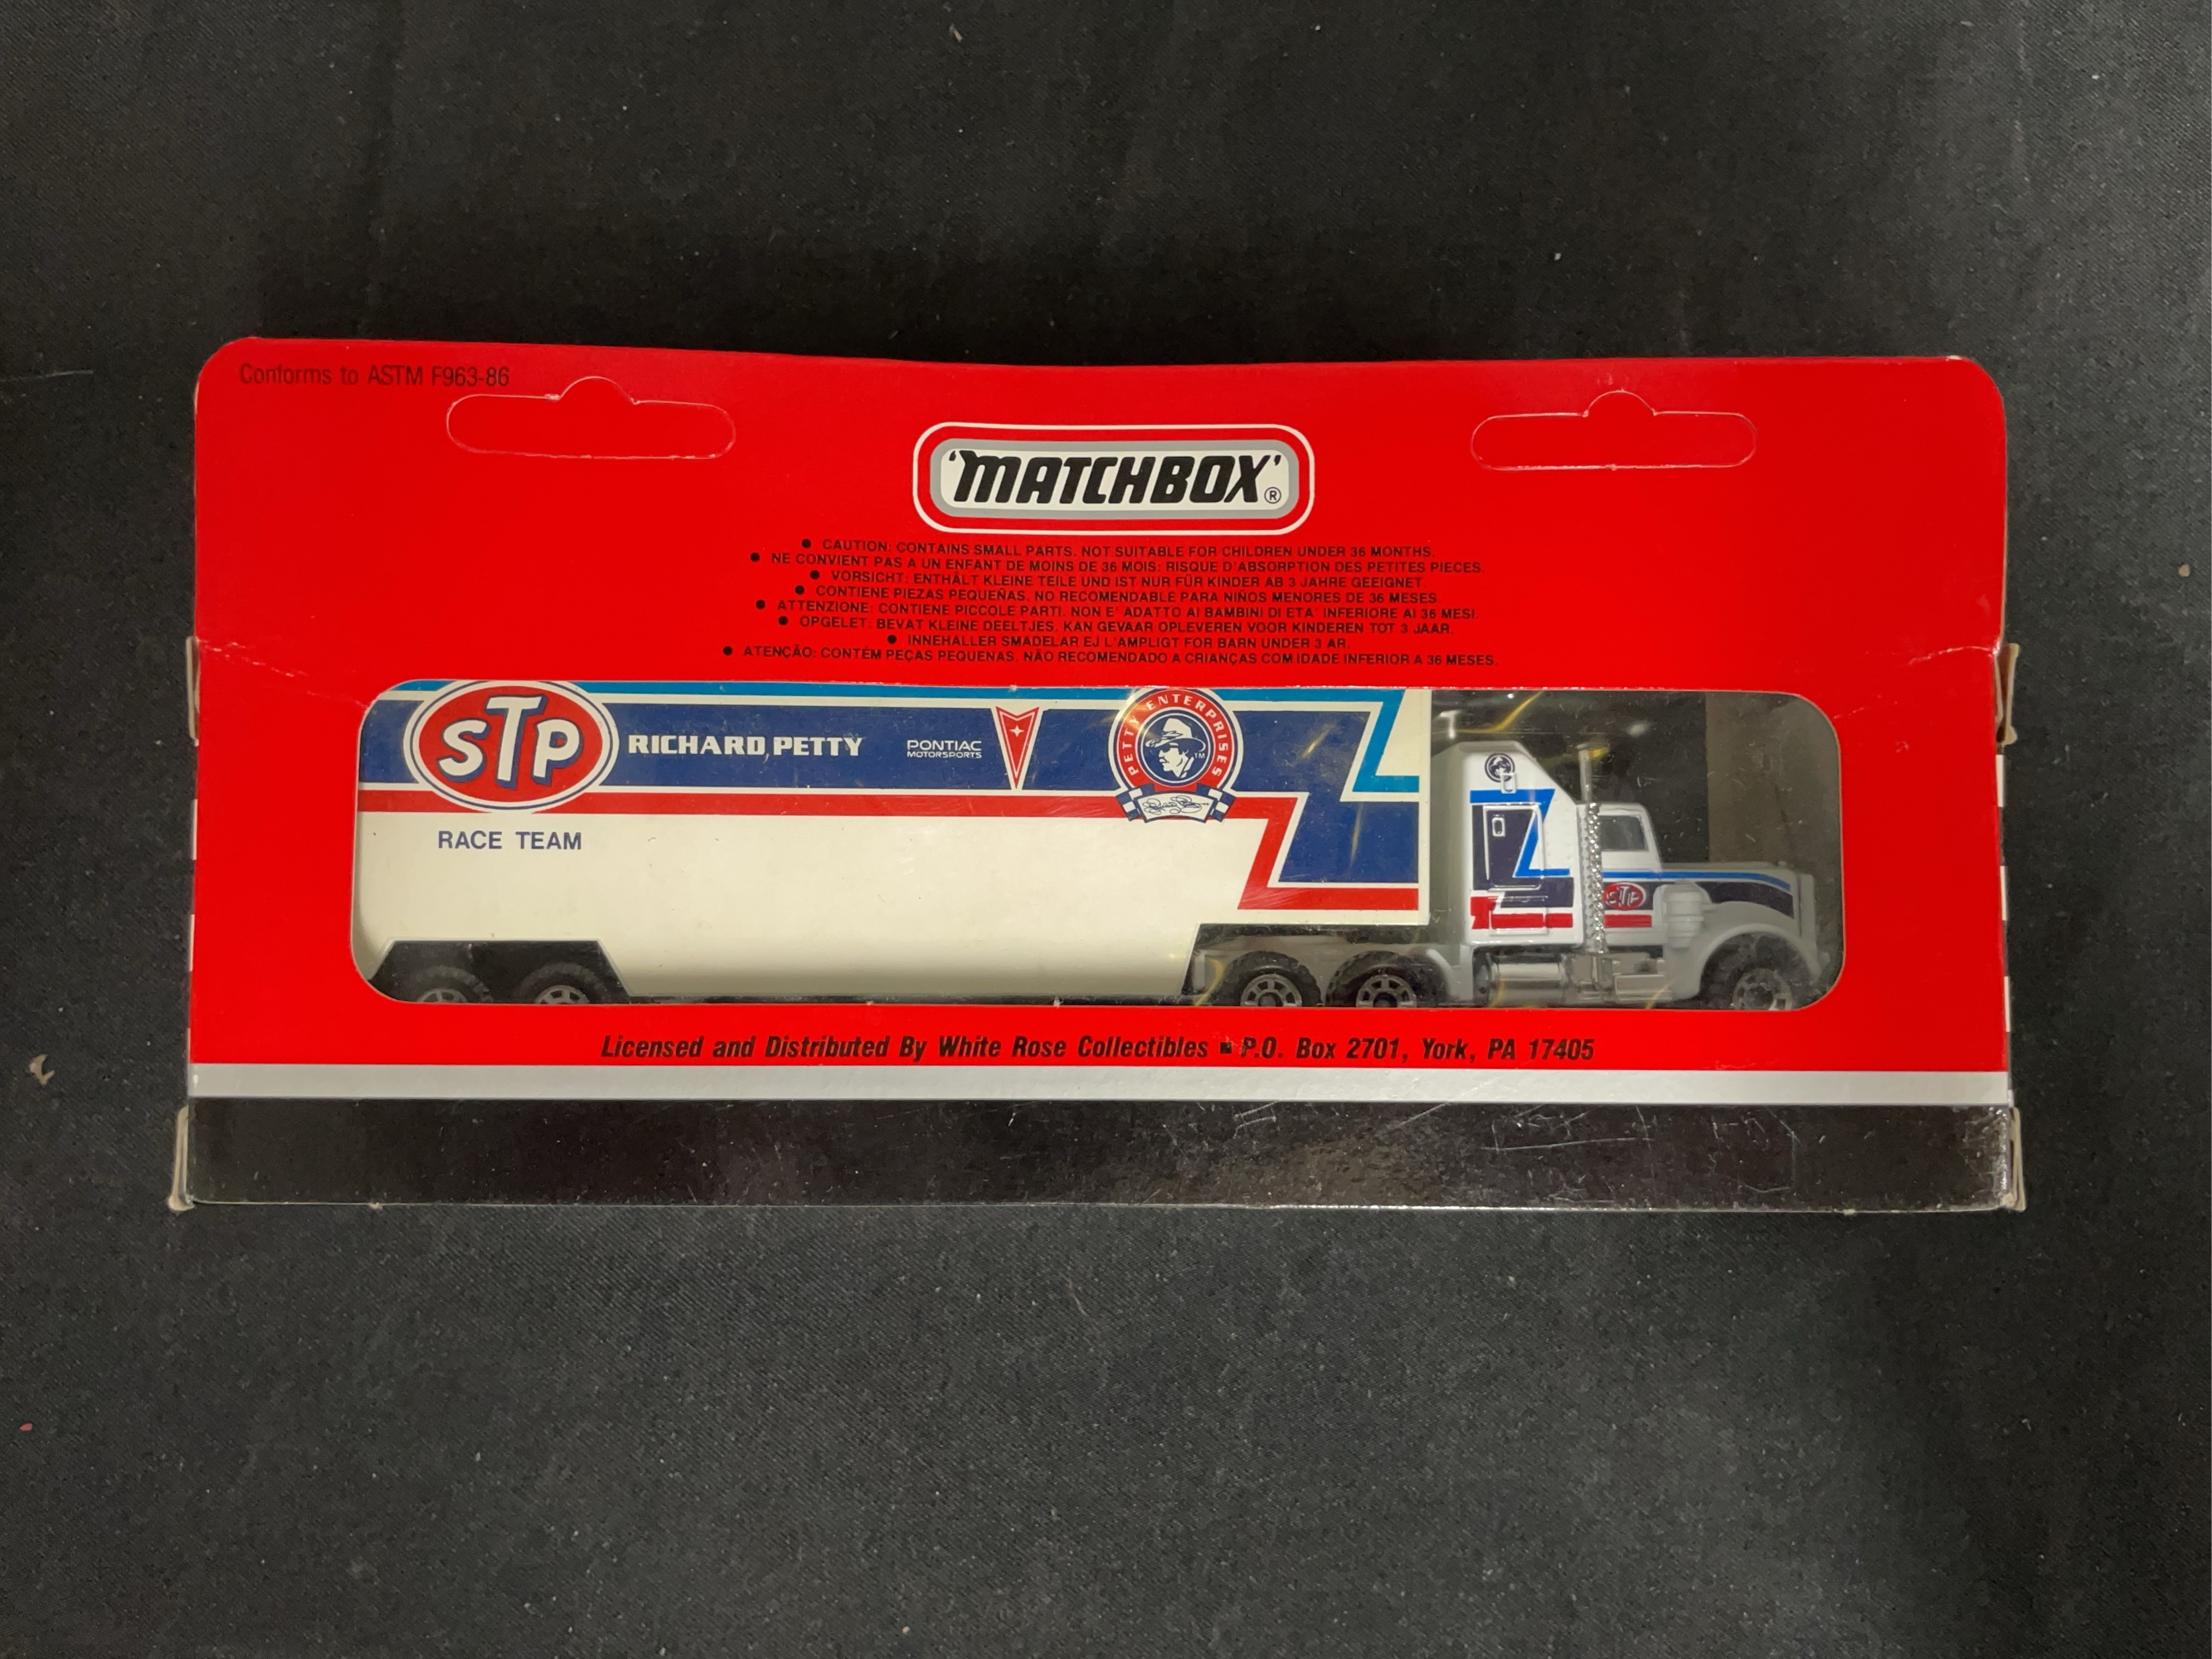 Conforms to ASTM F963-86
'MATCHBOX'®
● CAUTION: CONTAINS SMALL PARTS. NOT SUITABLE FOR CHILDREN UNDER 36 MONTHS.
● NE CONVIENT PAS A UN ENFANT DE MOINS DE 36 MOIS: RISQUE D'ABSORPTION DES PETITES PIECES.
● VORSICHT: ENTHÄLT KLEINE TEILE UND IST NUR FÜR KINDER AB 3 JAHRE GEEIGNET.
● CONTIENE PIEZAS PEQUEÑAS. NO RECOMENDABLE PARA NIÑOS MENORES DE 36 MESES.
● ATTENZIONE: CONTIENE PICCOLE PARTI. NON E' ADATTO AI BAMBINI DI ETA' INFERIORE AI 36 MESI.
● OPGELET: BEVAT KLEINE DEELTJES. KAN GEVAAR OPLEVEREN VOOR KINDEREN TOT 3 JAAR.
● INNEHALLER SMADELAR EJ L'AMPLIGT FOR BARN UNDER 3 AR.
● ATENÇÃO: CONTÉM PEÇAS PEQUENAS. NÃO RECOMENDADO A CRIANÇAS COM IDADE INFERIOR A 36 MESES.
STP
RICHARD PETTY
PONTIAC
MOTORSPORTS
PETTY ENTERPRISES
TM
RACE TEAM
STP
Licensed and Distributed By White Rose Collectibles ■ P.O. Box 2701, York, PA 17405